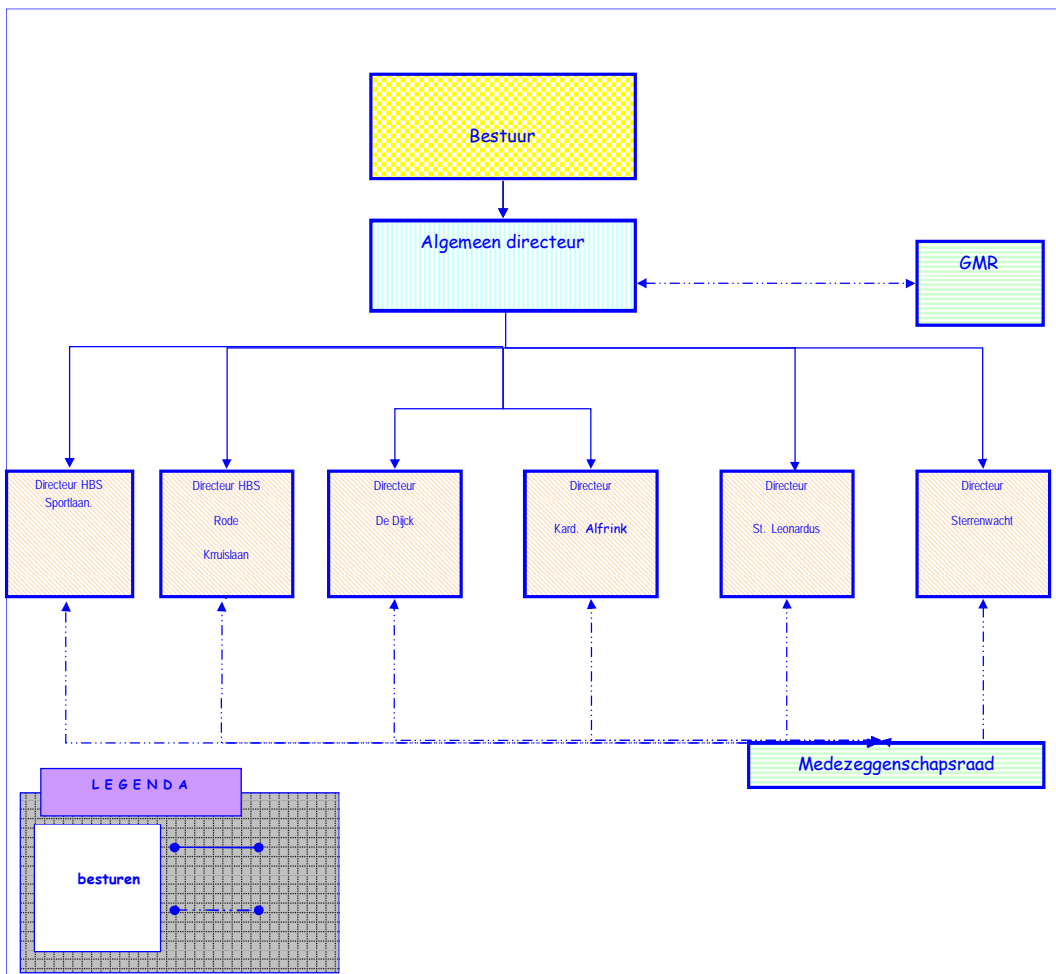 Bestuur
Algemeen directeur
GMR
Directeur HBS
Sportlaan.
Directeur HBS
Rode
Krruislaan
Directeur
De Dijck
Directeur
Kard. Alfrink
Directeur
St. Leonardus
Directeur
Sterrenwacht
Medezeggenschapsraad
LEGENDA
besturen